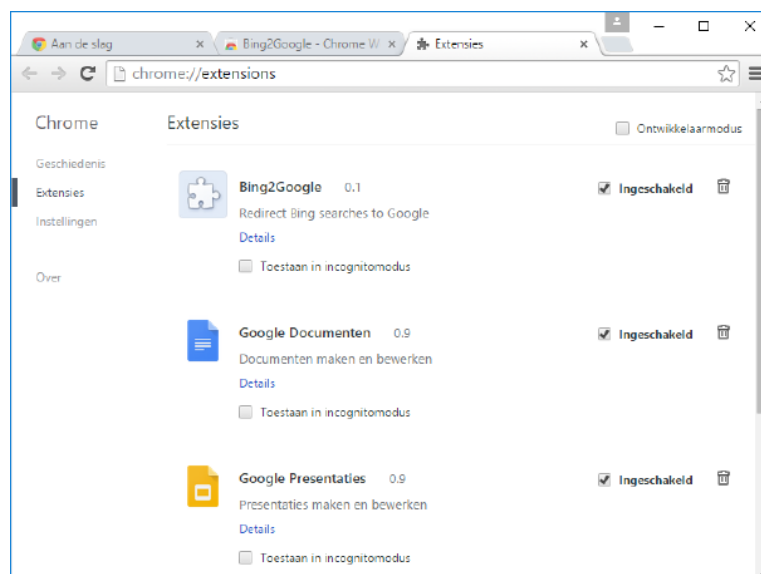 Aan de slag
Bing2Google - Chrome W
Extensies
chrome://extensions
Chrome
Extensies
Ontwikkelaarmodus
Geschiedenis
Extensies
Instellingen
Over
Bing2Google 0.1
Ingeschakeld
Redirect Bing searches to Google
Details
Toestaan in incognitomodus
Google Documenten 0.9
Ingeschakeld
Documenten maken en bewerken
Details
Toestaan in incognitomodus
Google Presentaties 0.9
Ingeschakeld
Presentaties maken en bewerken
Details
Toestaan in incognitomodus